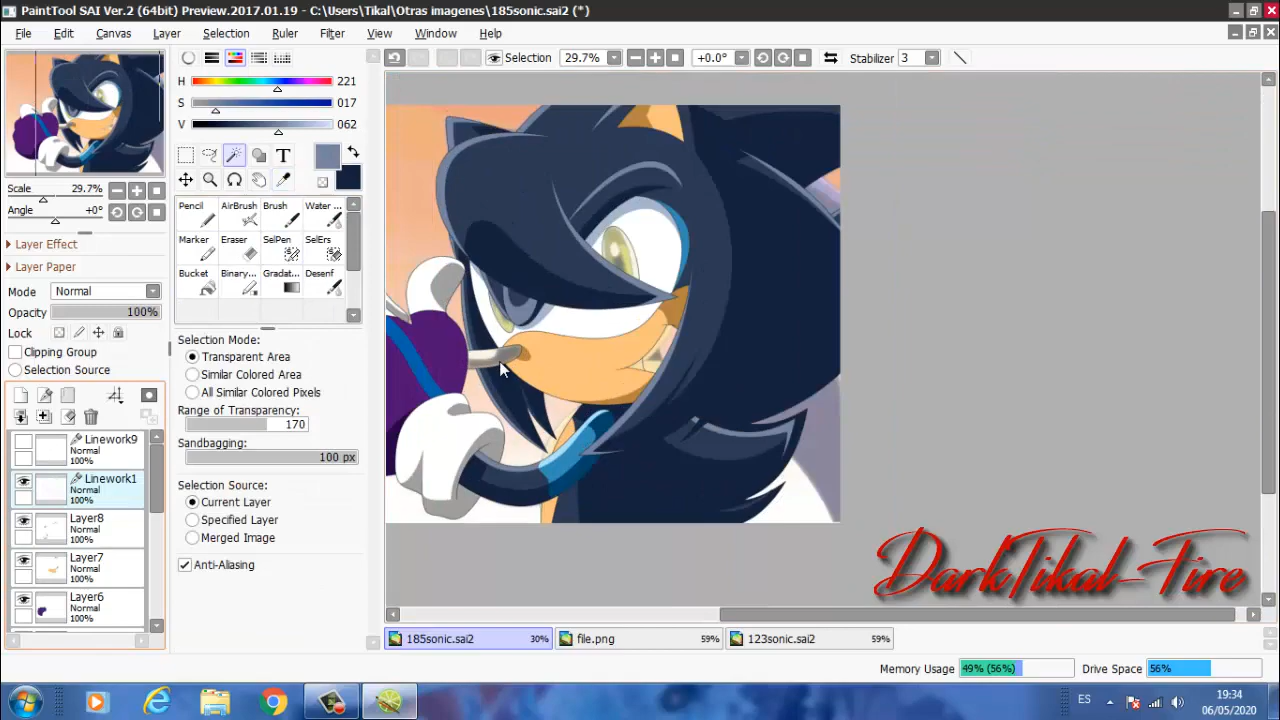 PaintTool SAI Ver.2 (64bit) Preview.2017.01.19 - C:\Users\Tikal\Otras imagenes\185sonic.sai2 (*)
File Edit Canvas Layer Selection Ruler Filter View Window Help
Selection 29.7% +0.0° Stabilizer 3
H 221
S 017
V 062
T
Scale 29.7%
Angle +0°
Layer Effect
Layer Paper
Mode Normal
Opacity 100%
Lock
Clipping Group
Selection Source
Linework9
Normal
100%
Linework1
Normal
100%
Layer8
Normal
100%
Layer7
Normal
100%
Layer6
Normal
100%
Pencil AirBrush Brush Water ...
Marker Eraser SelPen SelErs
Bucket Binary... Gradat... Desenf
Selection Mode:
Transparent Area
Similar Colored Area
All Similar Colored Pixels
Range of Transparency:
170
Sandbagging:
100 px
Selection Source:
Current Layer
Specified Layer
Merged Image
Anti-Aliasing
DarkTikal-Fire
185sonic.sai2 30% file.png 59% 123sonic.sai2 59%
Memory Usage 49% (56%) Drive Space 56%
ES 19:34
06/05/2020